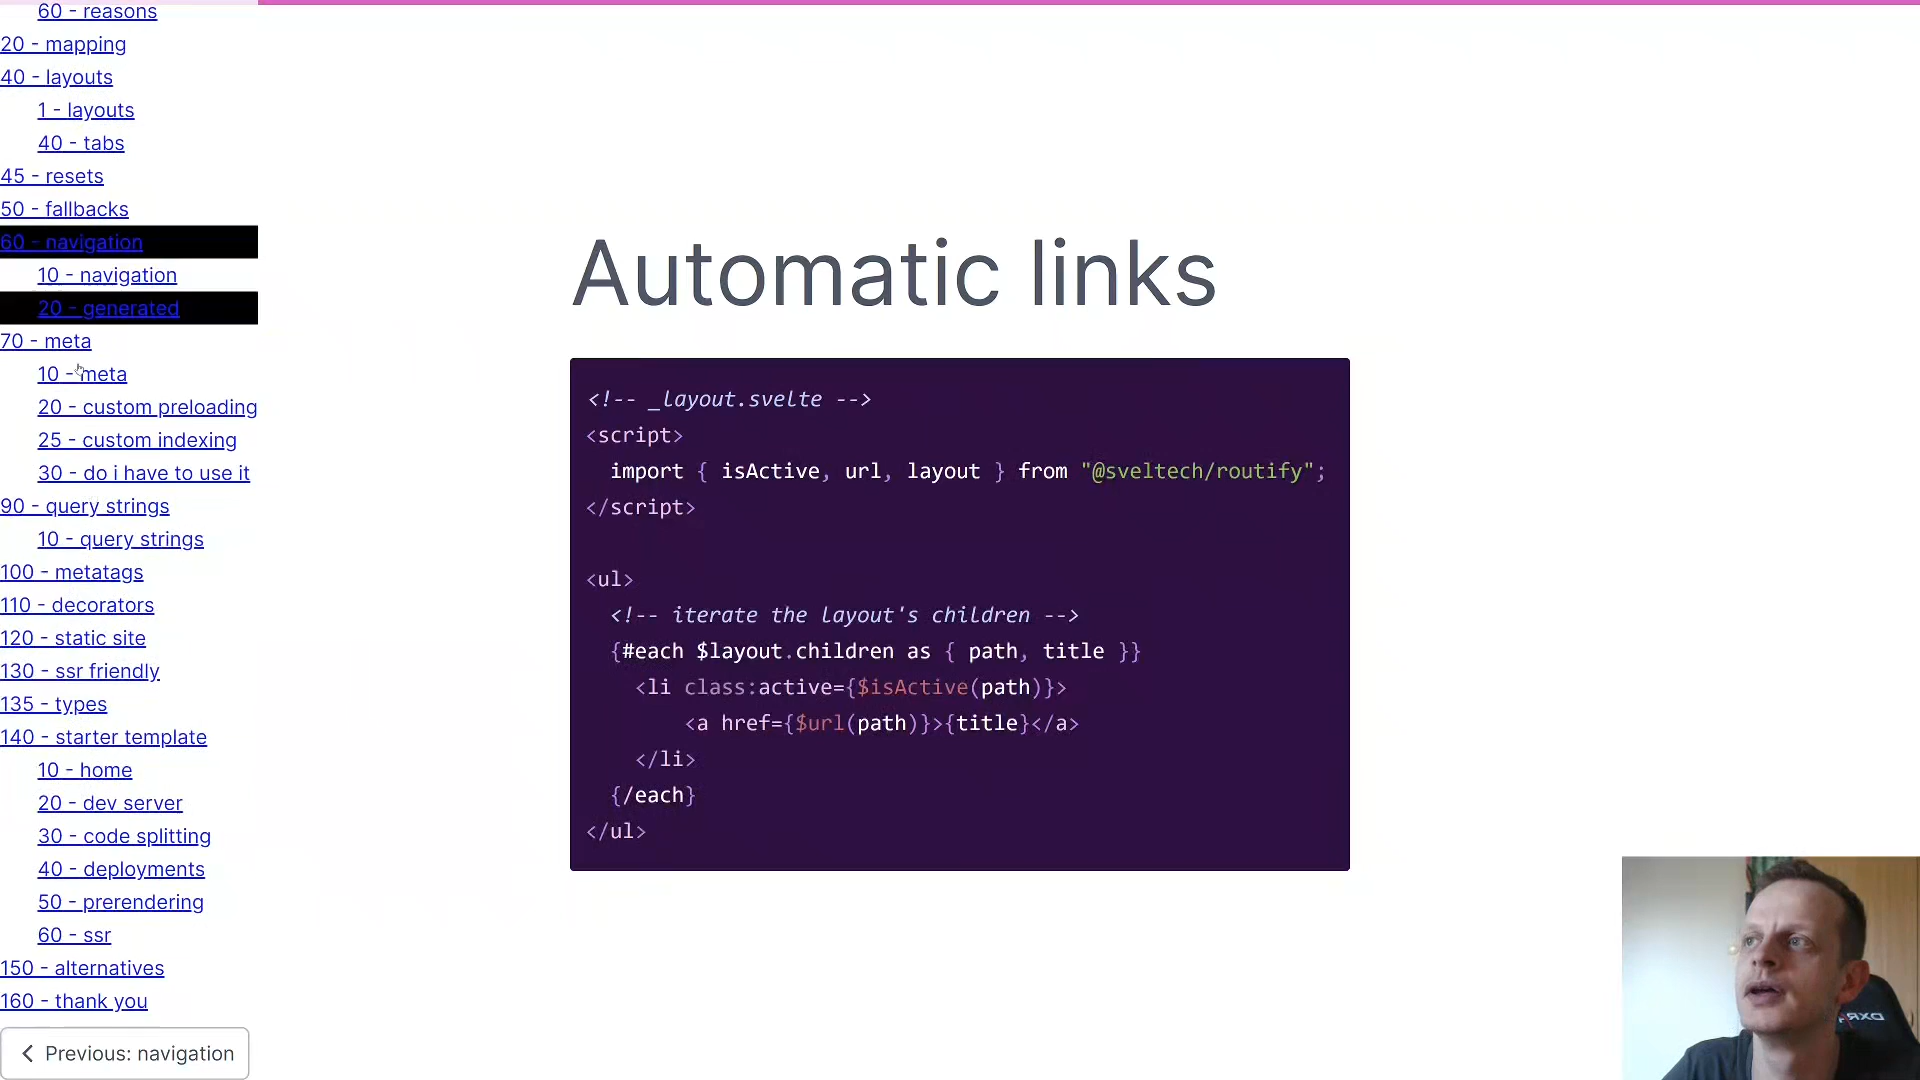 60 - reasons
20 - mapping
40 - layouts
1 - layouts
40 - tabs
45 - resets
50 - fallbacks
60 - navigation
10 - navigation
20 - generated
70 - meta
10 - meta
20 - custom preloading
25 - custom indexing
30 - do i have to use it
90 - query strings
10 - query strings
100 - metatags
110 - decorators
120 - static site
130 - ssr friendly
135 - types
140 - starter template
10 - home
20 - dev server
30 - code splitting
40 - deployments
50 - prerendering
60 - ssr
150 - alternatives
160 - thank you
Previous: navigation
Automatic links
<!-- _layout.svelte -->
<script>
import { isActive, url, layout } from "@sveltech/routify";
</script>
<ul>
<!-- iterate the layout's children -->
{#each $layout.children as { path, title }}
<li class:active={$isActive(path)}>
<a href={$url(path)}>{title}</a>
</li>
{/each}
</ul>